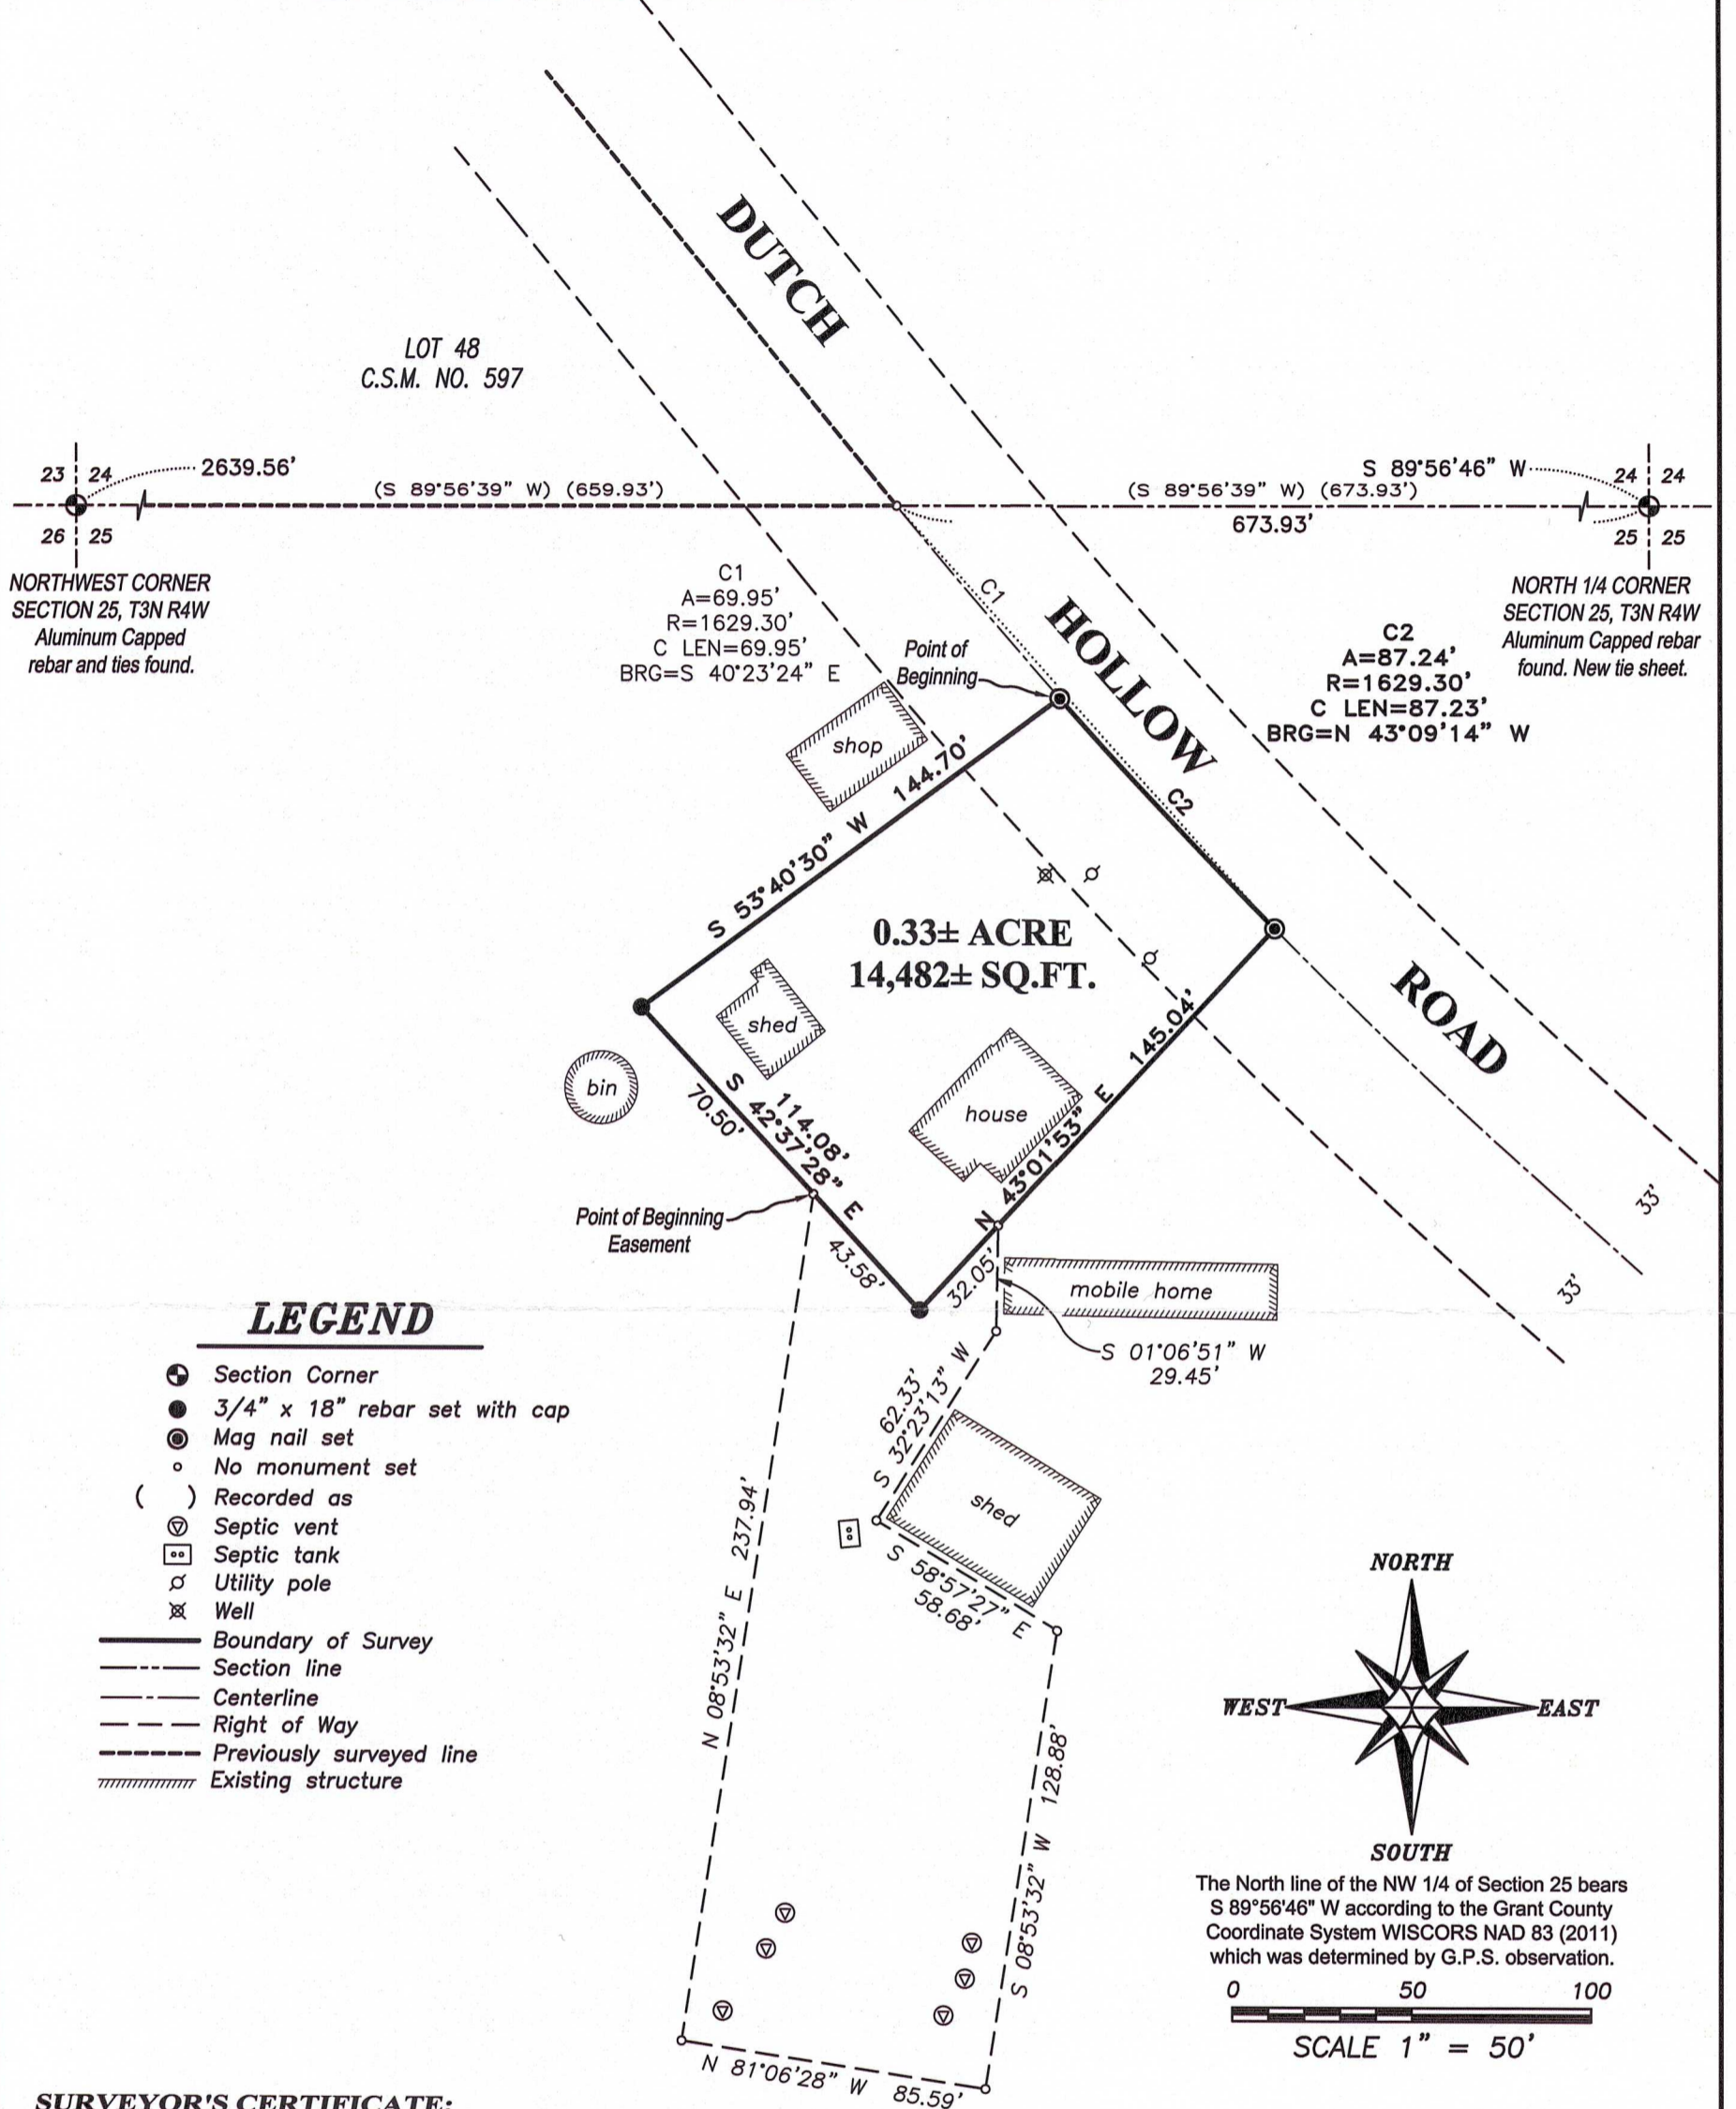 DUTCH
HOLLOW
ROAD
LOT 48
C.S.M. NO. 597
23 24
26 25
2639.56'
(S 89°56'39" W) (659.93')
(S 89°56'39" W) (673.93')
673.93'
S 89°56'46" W
24 24
25 25
NORTHWEST CORNER
SECTION 25, T3N R4W
Aluminum Capped
rebar and ties found.
NORTH 1/4 CORNER
SECTION 25, T3N R4W
Aluminum Capped rebar
found. New tie sheet.
C1
A=69.95'
R=1629.30'
C LEN=69.95'
BRG=S 40°23'24" E
C1
C2
A=87.24'
R=1629.30'
C LEN=87.23'
BRG=N 43°09'14" W
C2
Point of
Beginning
shop
S 53°40'30" W 144.70'
0.33± ACRE
14,482± SQ.FT.
shed
bin
house
114.08'
S 42°37'28" E
70.50'
43.58'
N 43°01'53" E 145.04'
32.05'
Point of Beginning
Easement
mobile home
S 01°06'51" W
29.45'
62.33'
S 32°23'13" W
shed
S 58°57'27" E
58.68'
N 08°53'32" E 237.94'
S 08°53'32" W 128.88'
N 81°06'28" W 85.59'
33'
33'
LEGEND
Section Corner
3/4" x 18" rebar set with cap
Mag nail set
No monument set
( ) Recorded as
Septic vent
Septic tank
Utility pole
Well
Boundary of Survey
Section line
Centerline
Right of Way
Previously surveyed line
Existing structure
NORTH
WEST
EAST
SOUTH
The North line of the NW 1/4 of Section 25 bears
S 89°56'46" W according to the Grant County
Coordinate System WISCORS NAD 83 (2011)
which was determined by G.P.S. observation.
0 50 100
SCALE 1" = 50'
SURVEYOR'S CERTIFICATE: